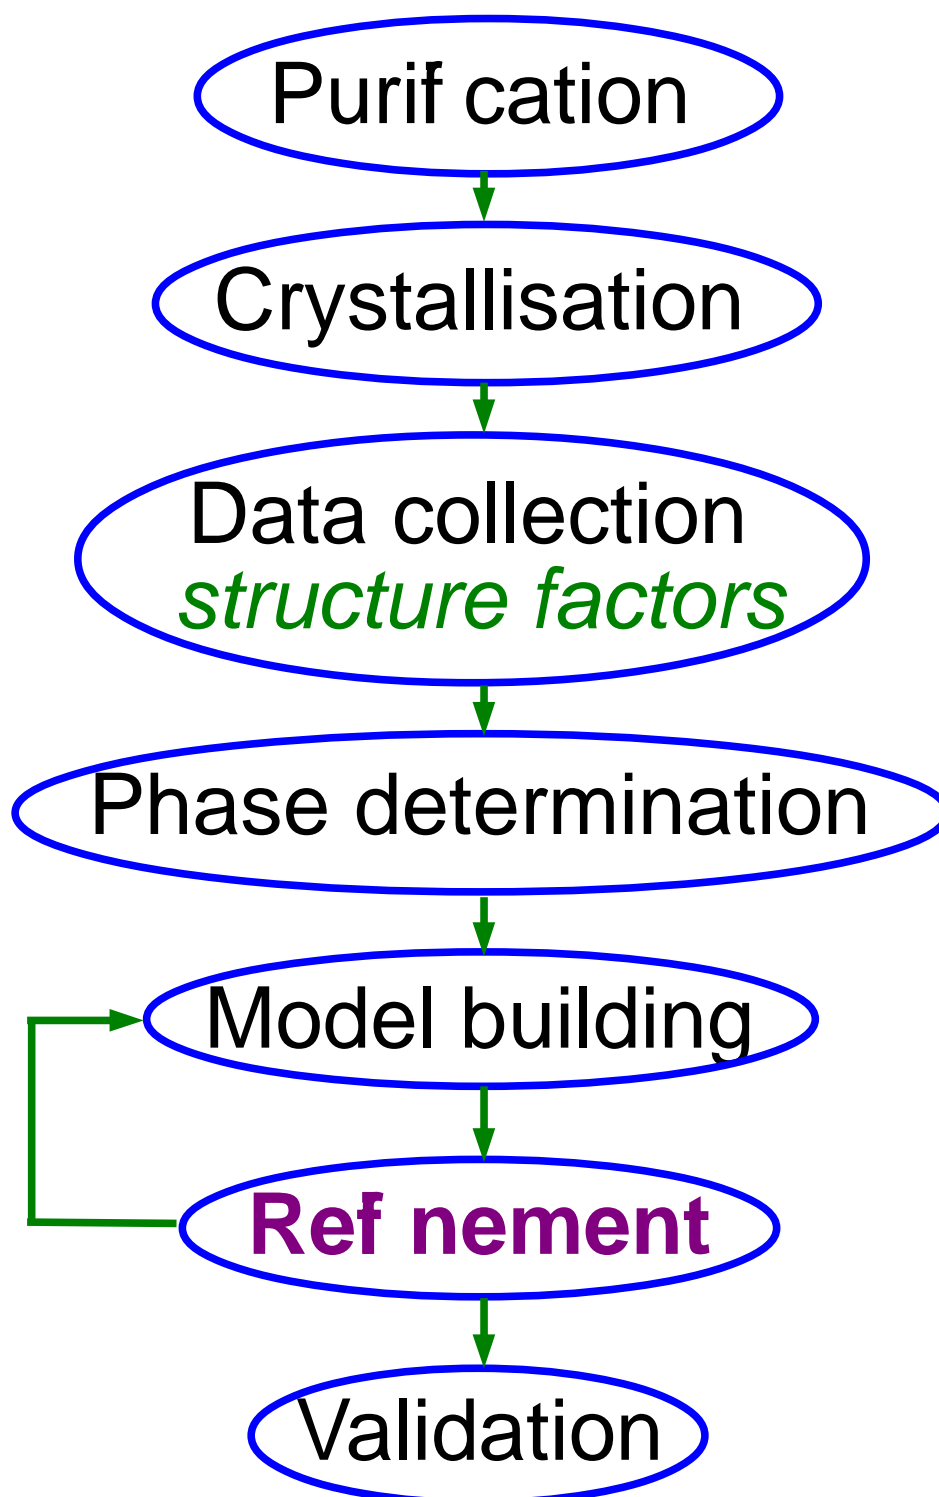 Purif cation
Crystallisation
Data collection
structure factors
Phase determination
Model building
Ref nement
Validation